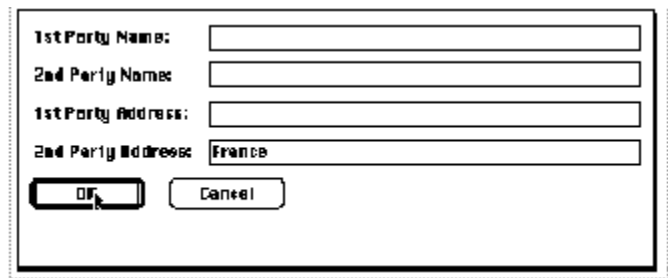 1st Party Name:
2nd Party Name:
1st Party Address:
2nd Party Address: France
OK Cancel